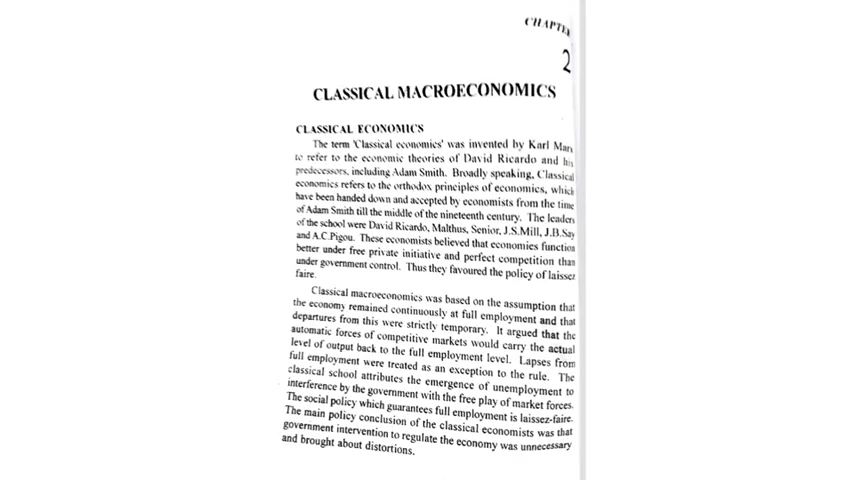 CHAPTER
2
CLASSICAL MACROECONOMICS
CLASSICAL ECONOMICS
The term 'Classical economics' was invented by Karl Marx
to refer to the economic theories of David Ricardo and his
predecessors, including Adam Smith. Broadly speaking, Classical
economics refers to the orthodox principles of economics, which
have been handed down and accepted by economists from the time
of Adam Smith till the middle of the nineteenth century. The leaders
of the school were David Ricardo, Malthus, Senior, J.S.Mill, J.B.Say
and A.C.Pigou. These economists believed that economies function
better under free private initiative and perfect competition than
under government control. Thus they favoured the policy of laissez
faire.
Classical macroeconomics was based on the assumption that
the economy remained continuously at full employment and that
departures from this were strictly temporary. It argued that the
automatic forces of competitive markets would carry the actual
level of output back to the full employment level. Lapses from
full employment were treated as an exception to the rule. The
classical school attributes the emergence of unemployment to
interference by the government with the free play of market forces.
The social policy which guarantees full employment is laissez-faire.
The main policy conclusion of the classical economists was that
government intervention to regulate the economy was unnecessary
and brought about distortions.